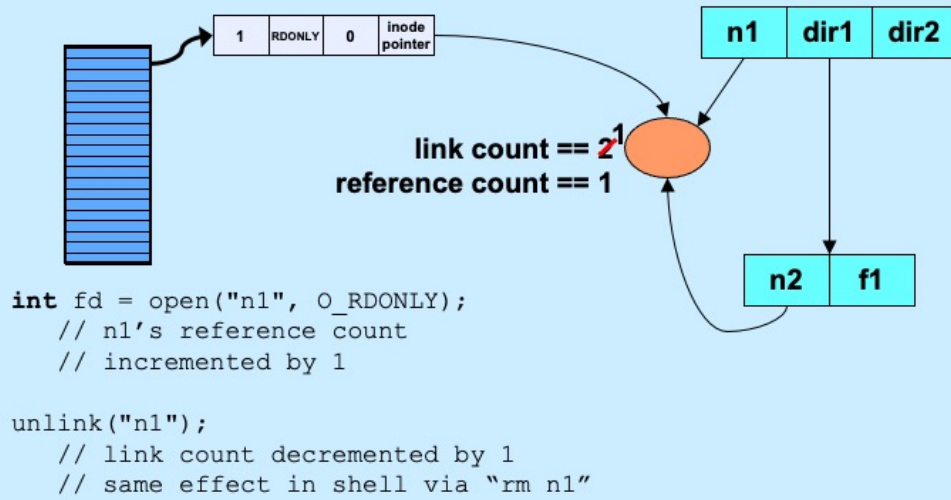 1 RDONLY 0 inode pointer
n1 dir1 dir2
link count == 2 1
reference count == 1
n2 f1
int fd = open("n1", O_RDONLY);
// n1's reference count
// incremented by 1
unlink("n1");
// link count decremented by 1
// same effect in shell via “rm n1”